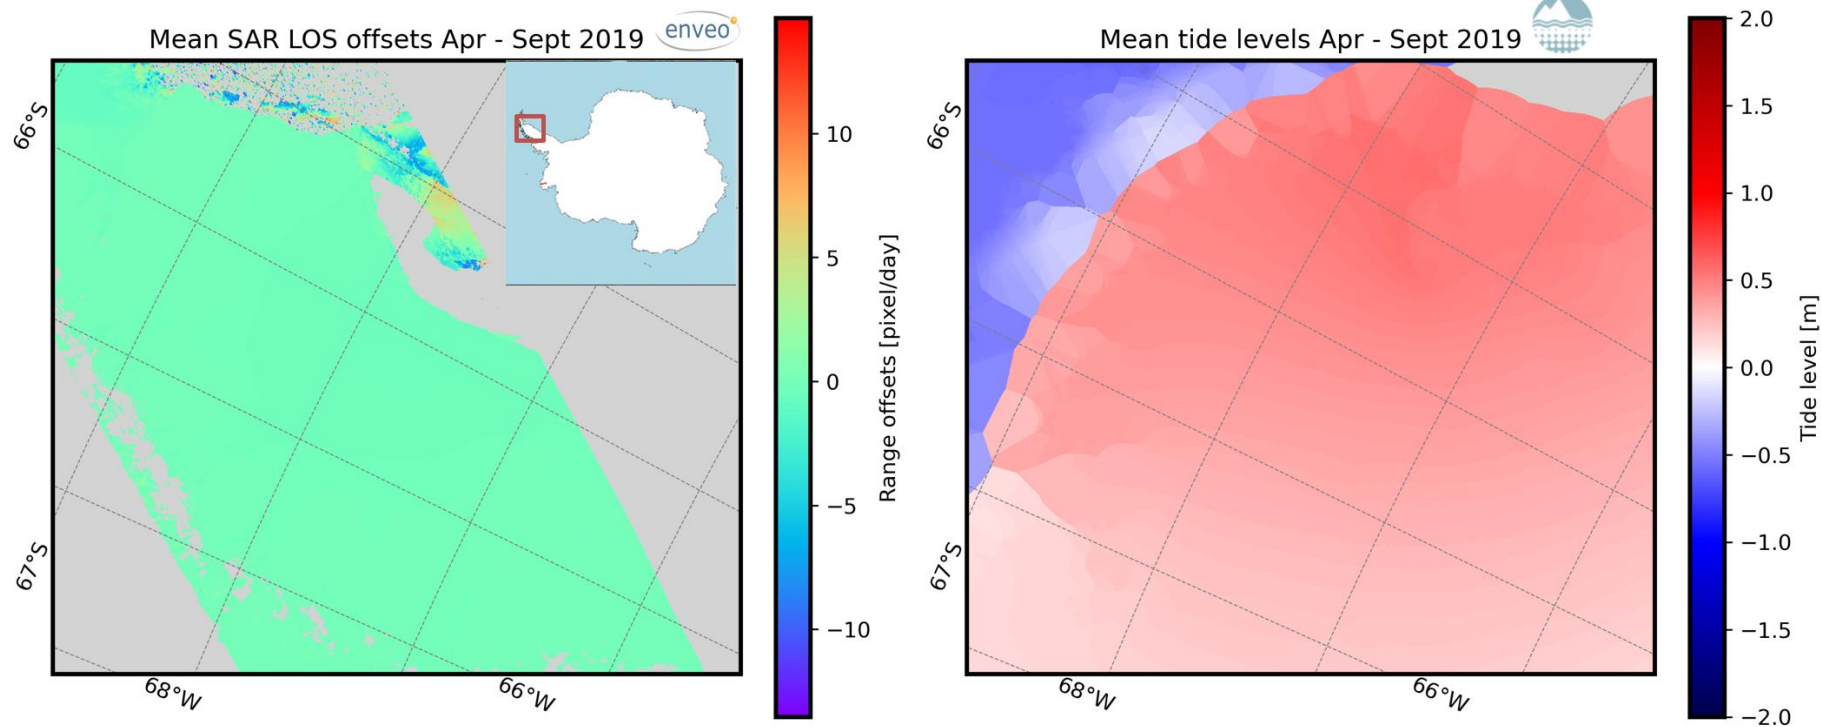 Mean SAR LOS offsets Apr - Sept 2019
enveo
66°S
67°S
68°W
66°W
10
5
0
−5
−10
Range offsets [pixel/day]
Mean tide levels Apr - Sept 2019
66°S
67°S
68°W
66°W
2.0
1.5
1.0
0.5
0.0
−0.5
−1.0
−1.5
−2.0
Tide level [m]